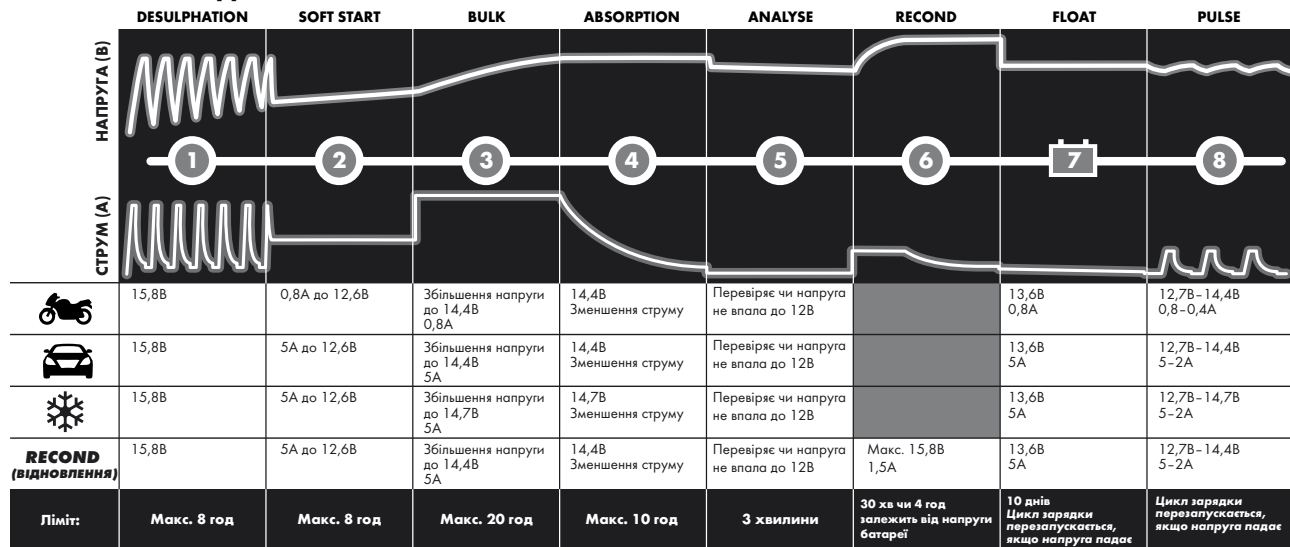 DESULPHATION SOFT START BULK ABSORPTION ANALYSE RECOND FLOAT PULSE
НАПРУГА (В)
1 2 3 4 5 6 7 8
СТРУМ (А)
15,8В 0,8А до 12,6В Збільшення напруги 14,4В Перевіряє чи напруга 13,6В 12,7В–14,4В
до 14,4В Зменшення струму не впала до 12В 0,8А 0,8–0,4А
0,8А
15,8В 5А до 12,6В Збільшення напруги 14,4В Перевіряє чи напруга 13,6В 12,7В–14,4В
до 14,4В Зменшення струму не впала до 12В 5А 5–2А
5А
15,8В 5А до 12,6В Збільшення напруги 14,7В Перевіряє чи напруга 13,6В 12,7В–14,7В
до 14,7В Зменшення струму не впала до 12В 5А 5–2А
5А
RECOND 15,8В 5А до 12,6В Збільшення напруги 14,4В Перевіряє чи напруга Макс. 15,8В 13,6В 12,7В–14,4В
(ВІДНОВЛЕННЯ) до 14,4В Зменшення струму не впала до 12В 1,5А 5А 5–2А
5А
Ліміт: Макс. 8 год Макс. 8 год Макс. 20 год Макс. 10 год 3 хвилини 30 хв чи 4 год 10 днів Цикл зарядки
залежить від напруги Цикл зарядки перезапускається,
батареї перезапускається, якщо напруга падає
якщо напруга падає